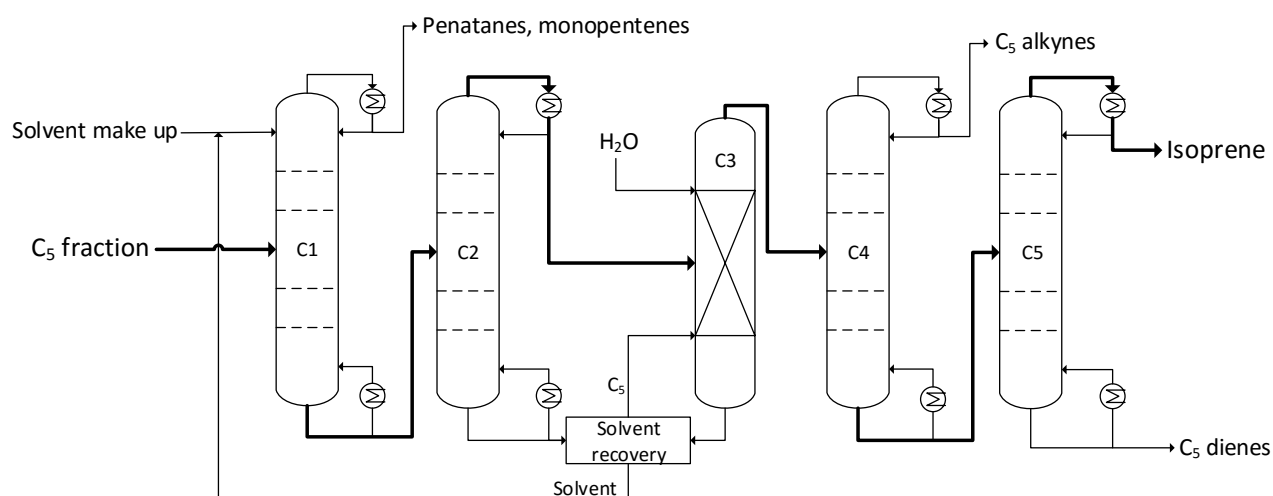 Penatanes, monopentenes
C₅ alkynes
Solvent make up
H₂O
C3
Isoprene
C₅ fraction
C1
C2
C4
C5
C₅
Solvent
recovery
C₅ dienes
Solvent